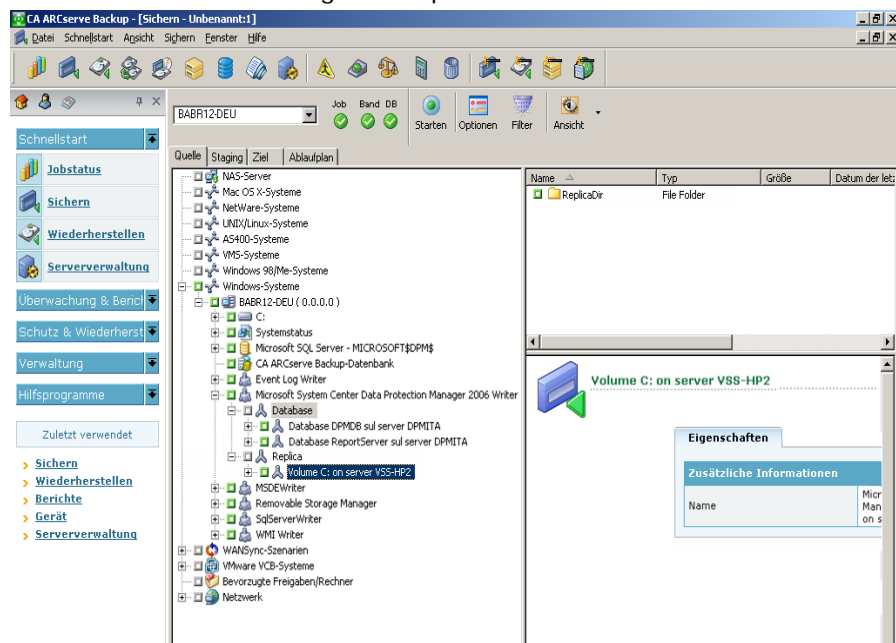 CA ARCserve Backup - [Sichern - Unbenannt:1]
Datei Schnellstart Ansicht Sichern Fenster Hilfe
BABR12-DEU
Job Band DB
Starten Optionen Filter Ansicht
Schnellstart
Jobstatus
Sichern
Wiederherstellen
Serververwaltung
Überwachung & Berich
Schutz & Wiederherst
Verwaltung
Hilfsprogramme
Zuletzt verwendet
Sichern
Wiederherstellen
Berichte
Gerät
Serververwaltung
Quelle Staging Ziel Ablaufplan
NAS-Server
Mac OS X-Systeme
NetWare-Systeme
UNIX/Linux-Systeme
AS400-Systeme
VMS-Systeme
Windows 98/Me-Systeme
Windows-Systeme
BABR12-DEU ( 0.0.0.0 )
C:
Systemstatus
Microsoft SQL Server - MICROSOFT$DPM$
CA ARCserve Backup-Datenbank
Event Log Writer
Microsoft System Center Data Protection Manager 2006 Writer
Database
Database DPMDB sul server DPMITA
Database ReportServer sul server DPMITA
Replica
Volume C: on server VSS-HP2
MSDEWriter
Removable Storage Manager
SqlServerWriter
WMI Writer
WANSync-Szenarien
VMware VCB-Systeme
Bevorzugte Freigaben/Rechner
Netzwerk
Name Typ Größe Datum der letz
ReplicaDir File Folder
Volume C: on server VSS-HP2
Eigenschaften
Zusätzliche Informationen
Name
Micr
Man
on s